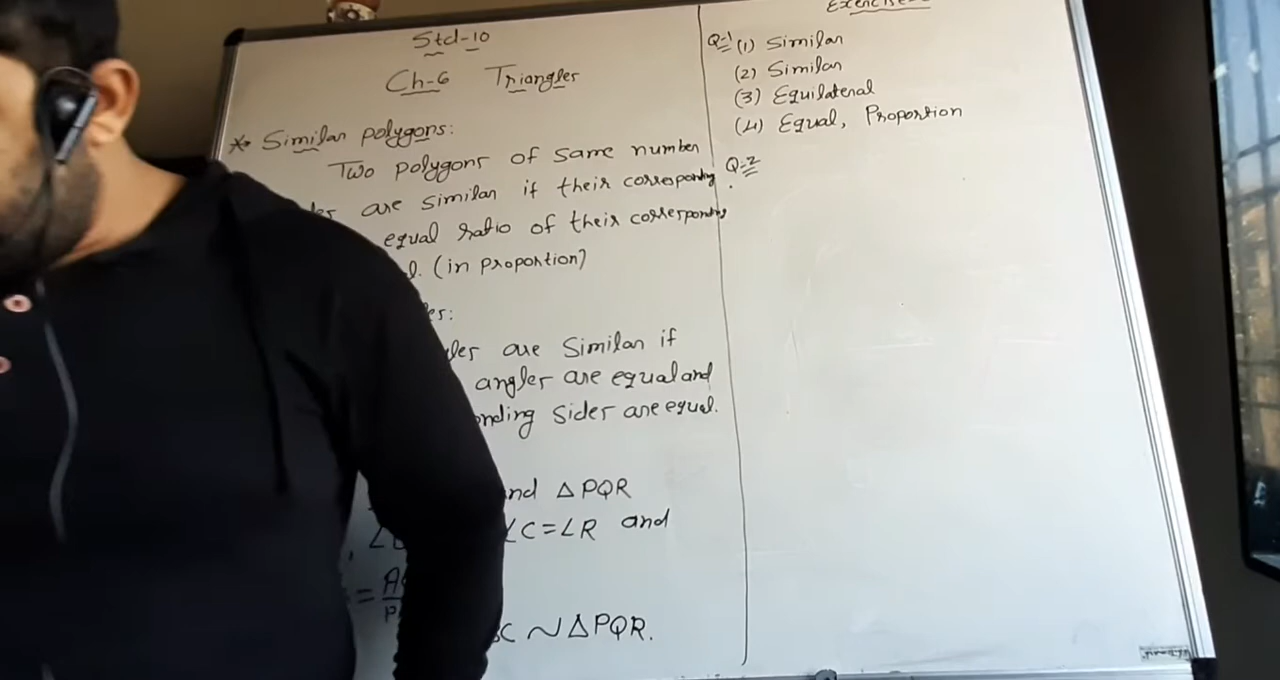 Std-10
Ch-6 Triangles
* Similar polygons:
Two polygons of same number
are similar if their corresponding
equal ratio of their corresponding
l. (in proportion)
es:
les are Similar if
angles are equal and
onding sides are equal.
nd △PQR
∠C=∠R and
=
C ~ △PQR.
Exercise
Q-1 (1) Similar
(2) Similar
(3) Equilateral
(4) Equal, Proportion
Q-2